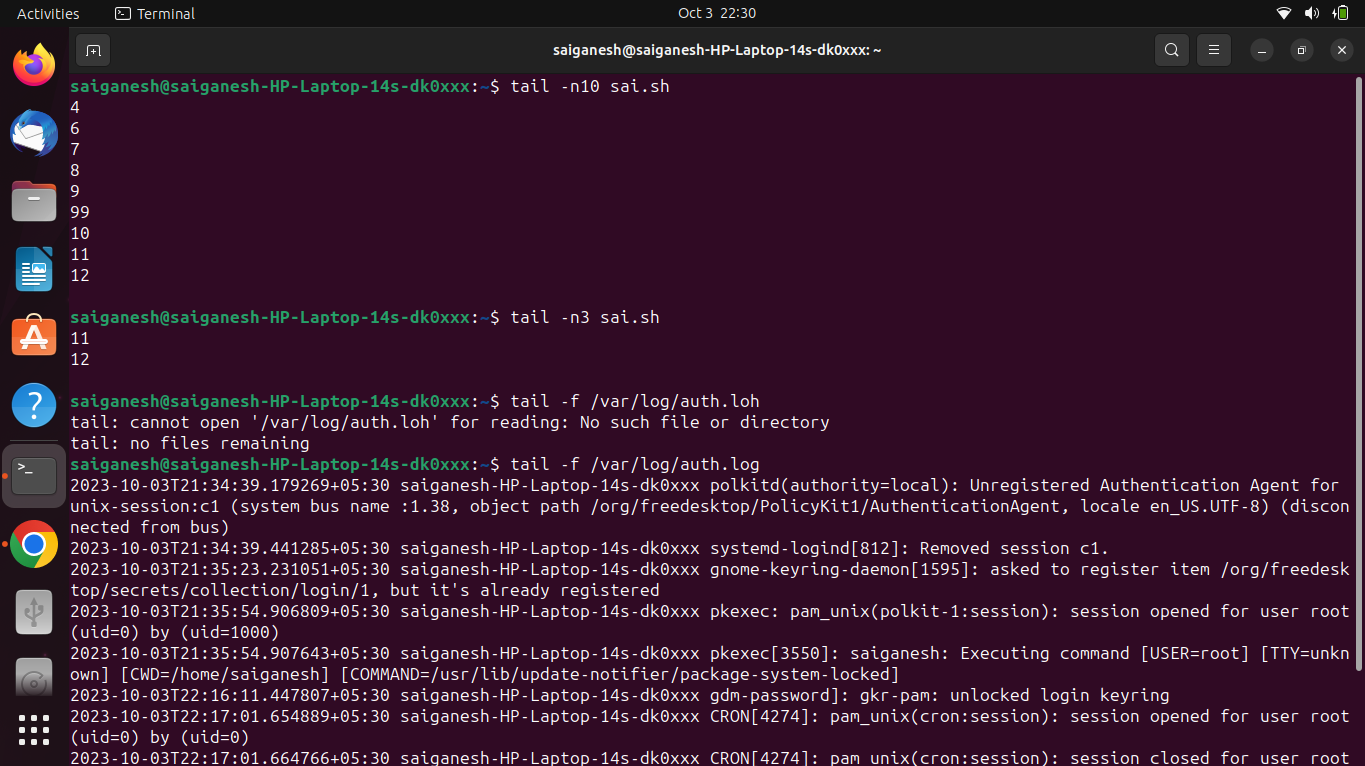 Activities Terminal Oct 3 22:30
saiganesh@saiganesh-HP-Laptop-14s-dk0xxx: ~
saiganesh@saiganesh-HP-Laptop-14s-dk0xxx:~$ tail -n10 sai.sh
4
6
7
8
9
99
10
11
12
saiganesh@saiganesh-HP-Laptop-14s-dk0xxx:~$ tail -n3 sai.sh
11
12
saiganesh@saiganesh-HP-Laptop-14s-dk0xxx:~$ tail -f /var/log/auth.loh
tail: cannot open '/var/log/auth.loh' for reading: No such file or directory
tail: no files remaining
saiganesh@saiganesh-HP-Laptop-14s-dk0xxx:~$ tail -f /var/log/auth.log
2023-10-03T21:34:39.179269+05:30 saiganesh-HP-Laptop-14s-dk0xxx polkitd(authority=local): Unregistered Authentication Agent for
unix-session:c1 (system bus name :1.38, object path /org/freedesktop/PolicyKit1/AuthenticationAgent, locale en_US.UTF-8) (discon
nected from bus)
2023-10-03T21:34:39.441285+05:30 saiganesh-HP-Laptop-14s-dk0xxx systemd-logind[812]: Removed session c1.
2023-10-03T21:35:23.231051+05:30 saiganesh-HP-Laptop-14s-dk0xxx gnome-keyring-daemon[1595]: asked to register item /org/freedesk
top/secrets/collection/login/1, but it's already registered
2023-10-03T21:35:54.906809+05:30 saiganesh-HP-Laptop-14s-dk0xxx pkexec: pam_unix(polkit-1:session): session opened for user root
(uid=0) by (uid=1000)
2023-10-03T21:35:54.907643+05:30 saiganesh-HP-Laptop-14s-dk0xxx pkexec[3550]: saiganesh: Executing command [USER=root] [TTY=unkn
own] [CWD=/home/saiganesh] [COMMAND=/usr/lib/update-notifier/package-system-locked]
2023-10-03T22:16:11.447807+05:30 saiganesh-HP-Laptop-14s-dk0xxx gdm-password]: gkr-pam: unlocked login keyring
2023-10-03T22:17:01.654889+05:30 saiganesh-HP-Laptop-14s-dk0xxx CRON[4274]: pam_unix(cron:session): session opened for user root
(uid=0) by (uid=0)
2023-10-03T22:17:01.664766+05:30 saiganesh-HP-Laptop-14s-dk0xxx CRON[4274]: pam_unix(cron:session): session closed for user root